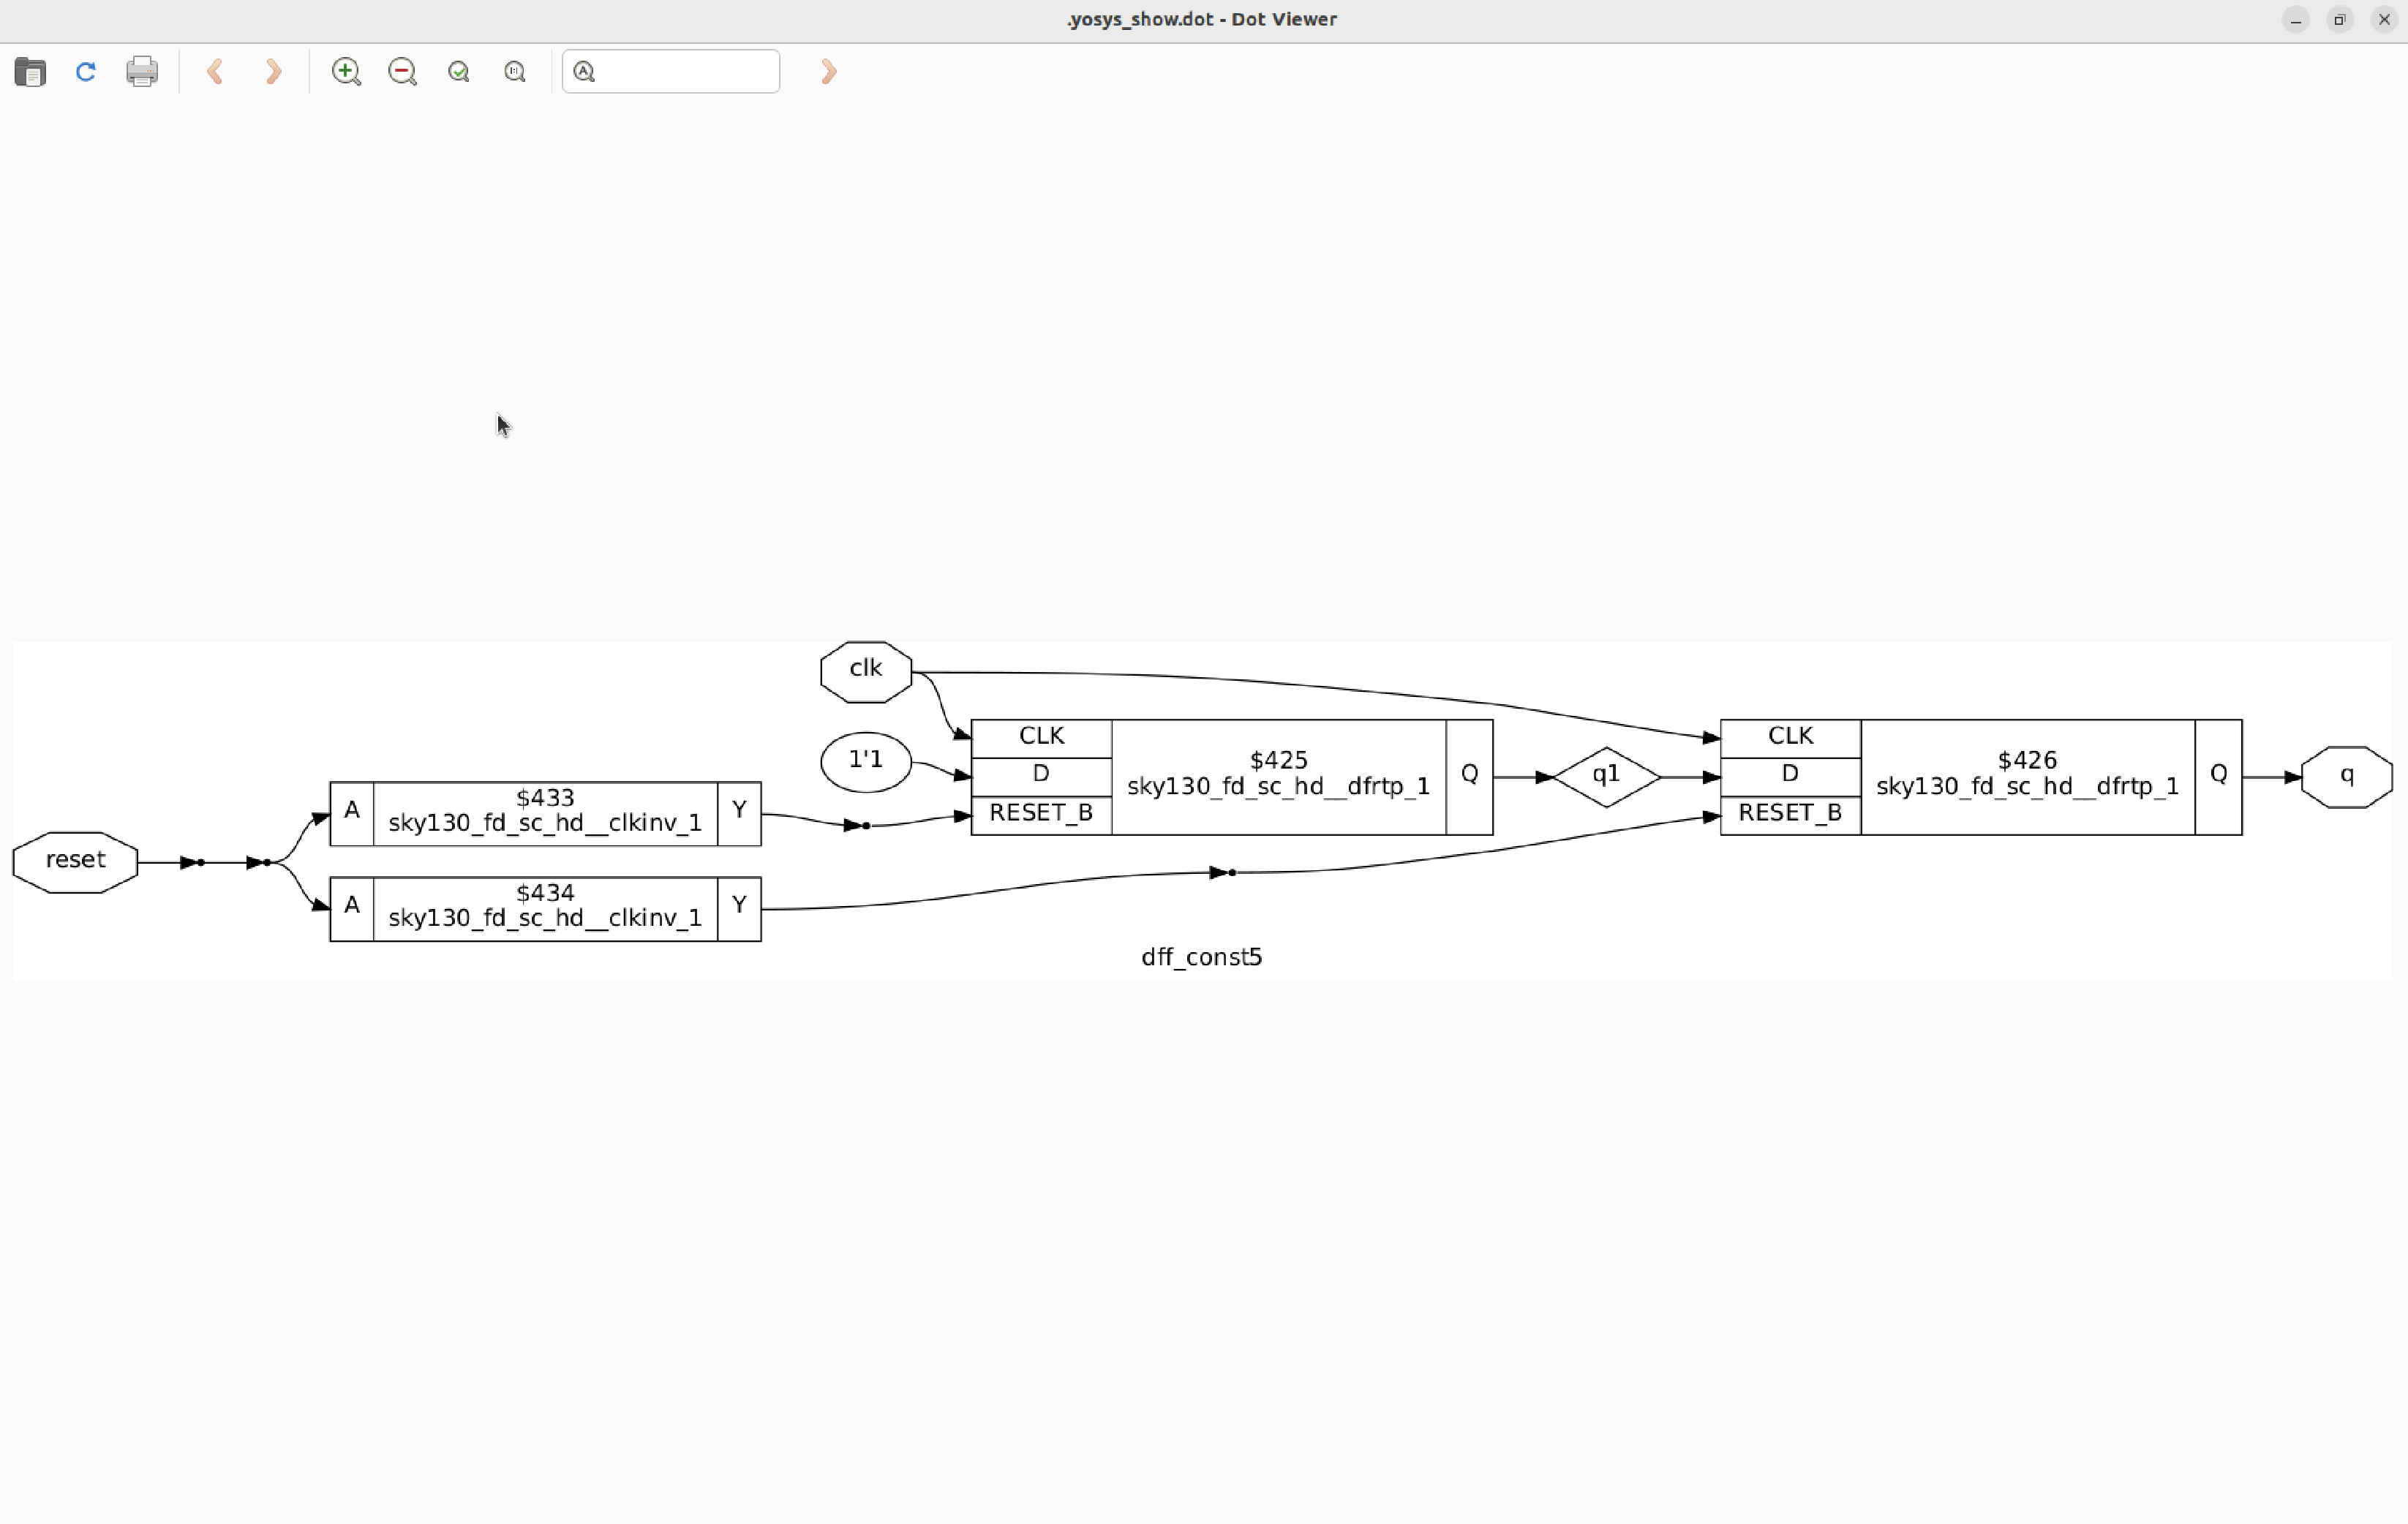 .yosys_show.dot - Dot Viewer
clk
1'1
CLK
D
RESET_B
$425
sky130_fd_sc_hd__dfrtp_1
Q
q1
CLK
D
RESET_B
$426
sky130_fd_sc_hd__dfrtp_1
Q
q
reset
A
$433
sky130_fd_sc_hd__clkinv_1
Y
A
$434
sky130_fd_sc_hd__clkinv_1
Y
dff_const5